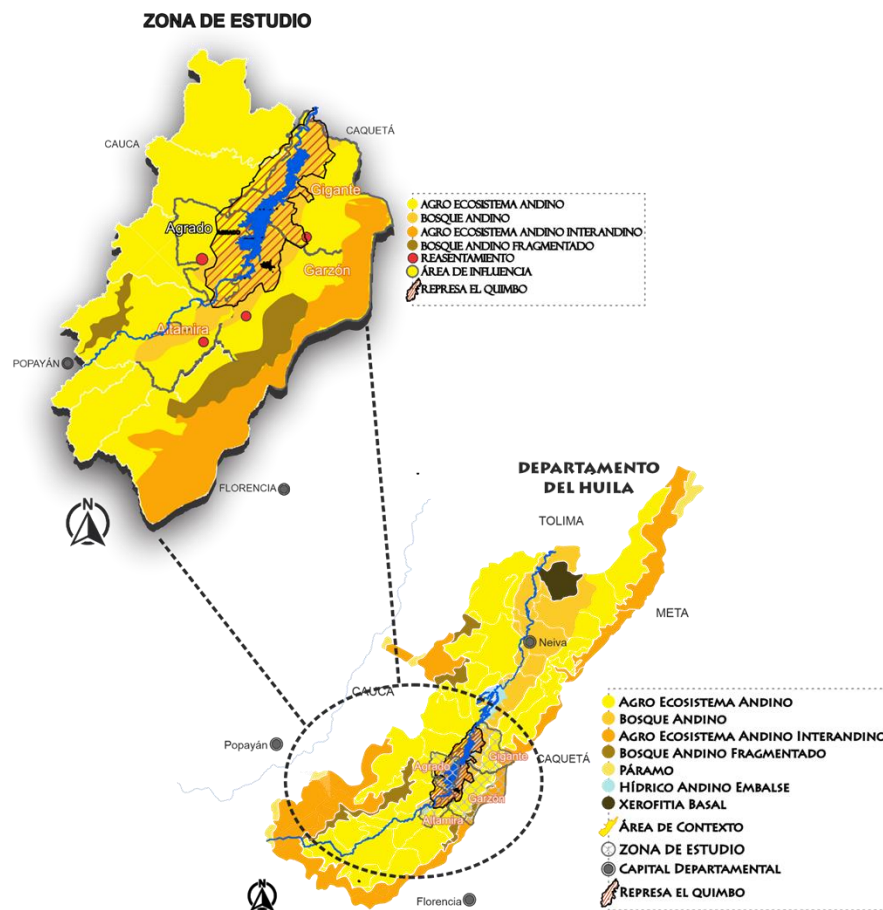 ZONA DE ESTUDIO
CAUCA
CAQUETÁ
Gigante
Agrado
Garzón
Altamira
POPAYÁN
FLORENCIA
N
AGRO ECOSISTEMA ANDINO
BOSQUE ANDINO
AGRO ECOSISTEMA ANDINO INTERANDINO
BOSQUE ANDINO FRAGMENTADO
REASENTAMIENTO
ÁREA DE INFLUENCIA
REPRESA EL QUIMBO
DEPARTAMENTO
DEL HUILA
TOLIMA
META
Neiva
CAUCA
Popayán
Agrado
Gigante
CAQUETÁ
Garzón
Altamira
Florencia
N
AGRO ECOSISTEMA ANDINO
BOSQUE ANDINO
AGRO ECOSISTEMA ANDINO INTERANDINO
BOSQUE ANDINO FRAGMENTADO
PÁRAMO
HÍDRICO ANDINO EMBALSE
XEROFITIA BASAL
ÁREA DE CONTEXTO
ZONA DE ESTUDIO
CAPITAL DEPARTAMENTAL
REPRESA EL QUIMBO